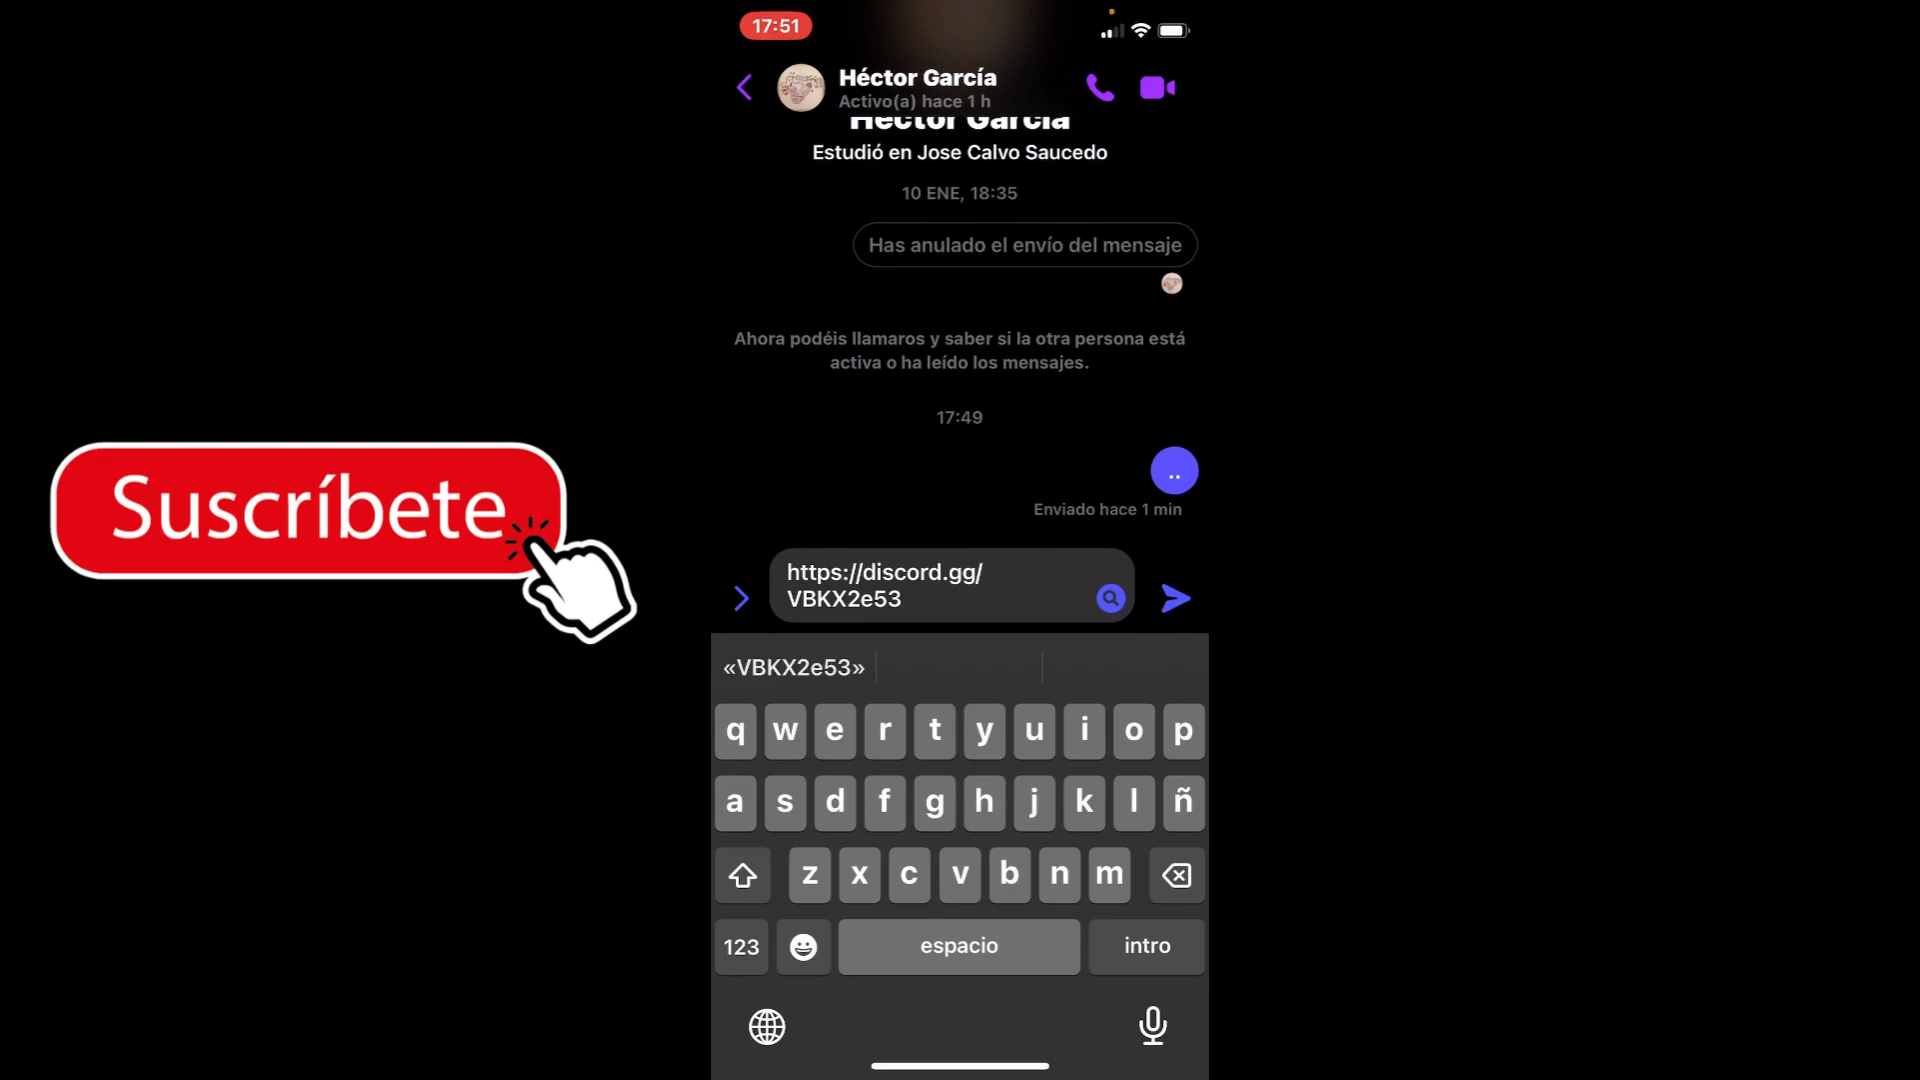 17:51
Héctor García
Activo(a) hace 1 h
Héctor García
Estudió en Jose Calvo Saucedo
10 ENE, 18:35
Has anulado el envío del mensaje
Ahora podéis llamaros y saber si la otra persona está
activa o ha leído los mensajes.
17:49
..
Enviado hace 1 min
Suscríbete
https://discord.gg/
VBKX2e53
«VBKX2e53»
q w e r t y u i o p
a s d f g h j k l ñ
z x c v b n m
123 espacio intro